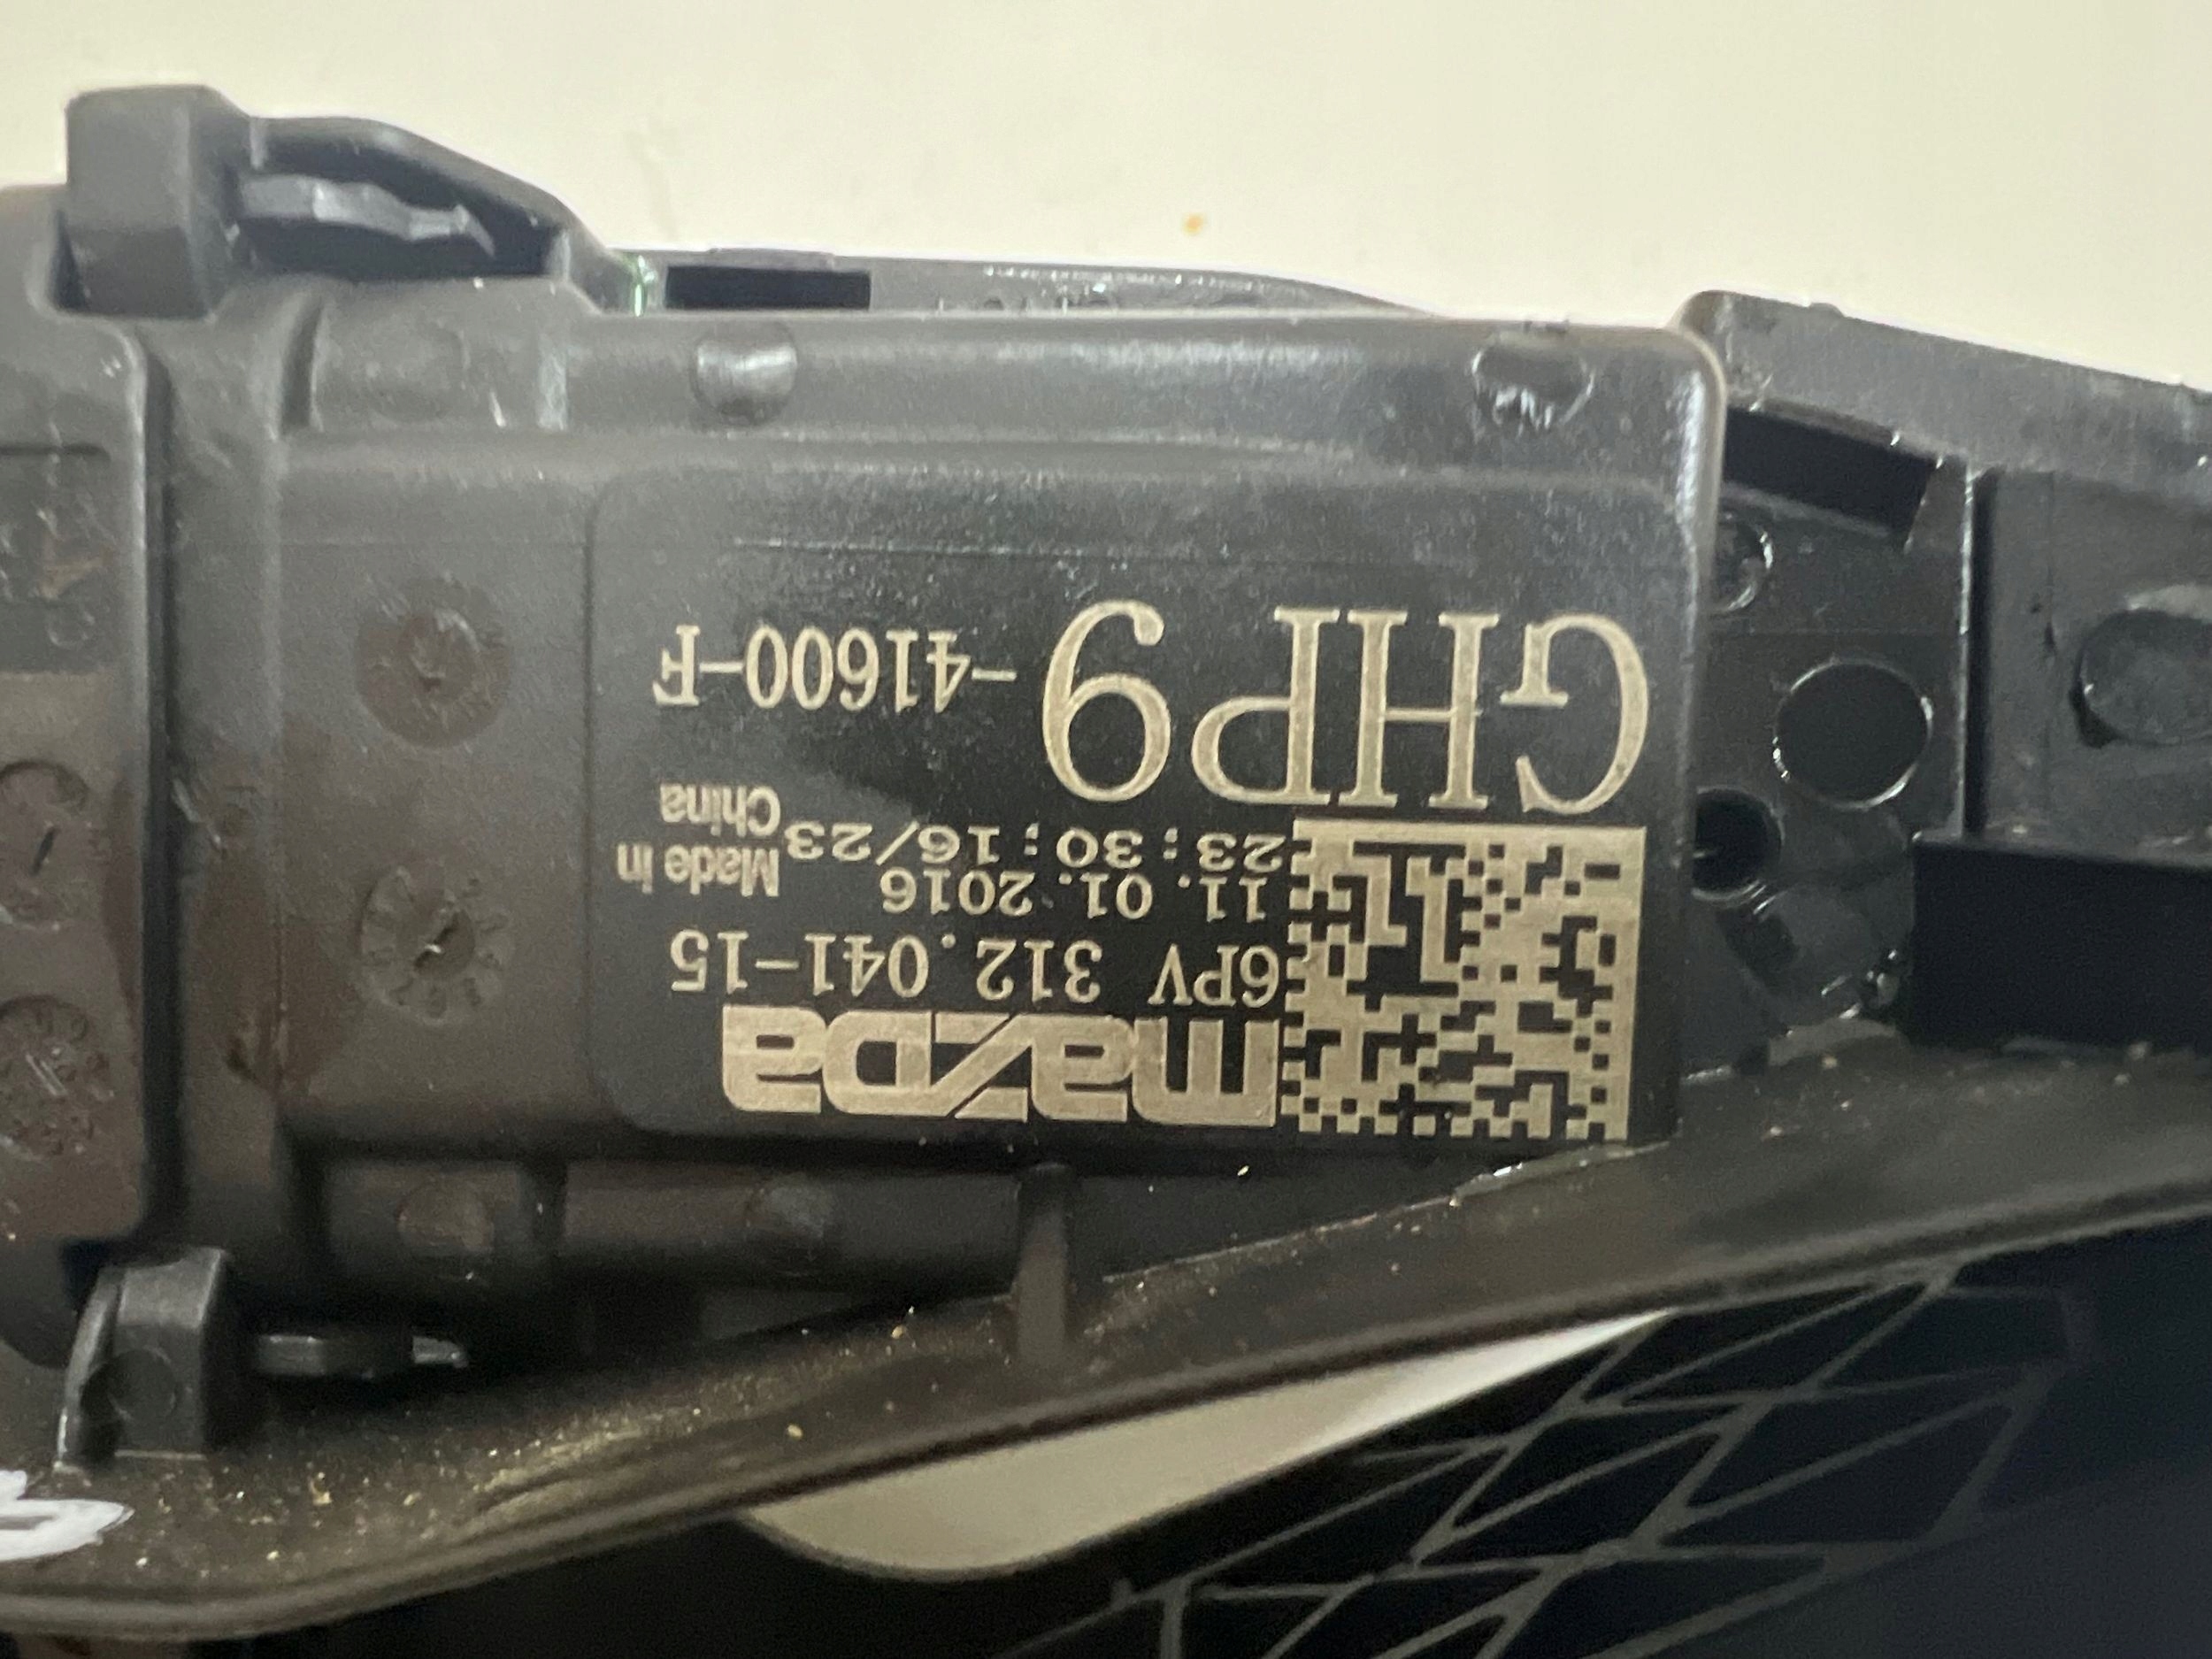 mazda
6PV 312.041-15
11.01.2016 Made in
23:30:16/23 China
GHP9-41600-F